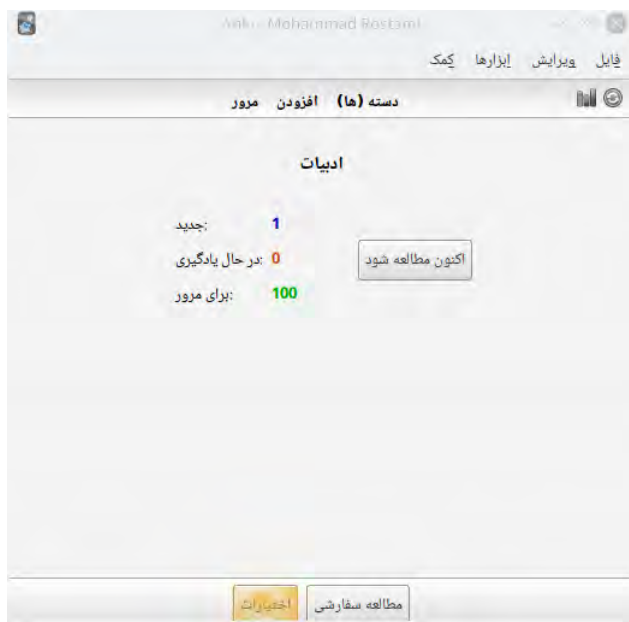 Anki - Mohammad Rostami
فایل ویرایش ابزارها کمک
دسته (ها) افزودن مرور
ادبیات
جدید: 1
در حال یادگیری: 0
برای مرور: 100
اکنون مطالعه شود
مطالعه سفارشی اختیارات